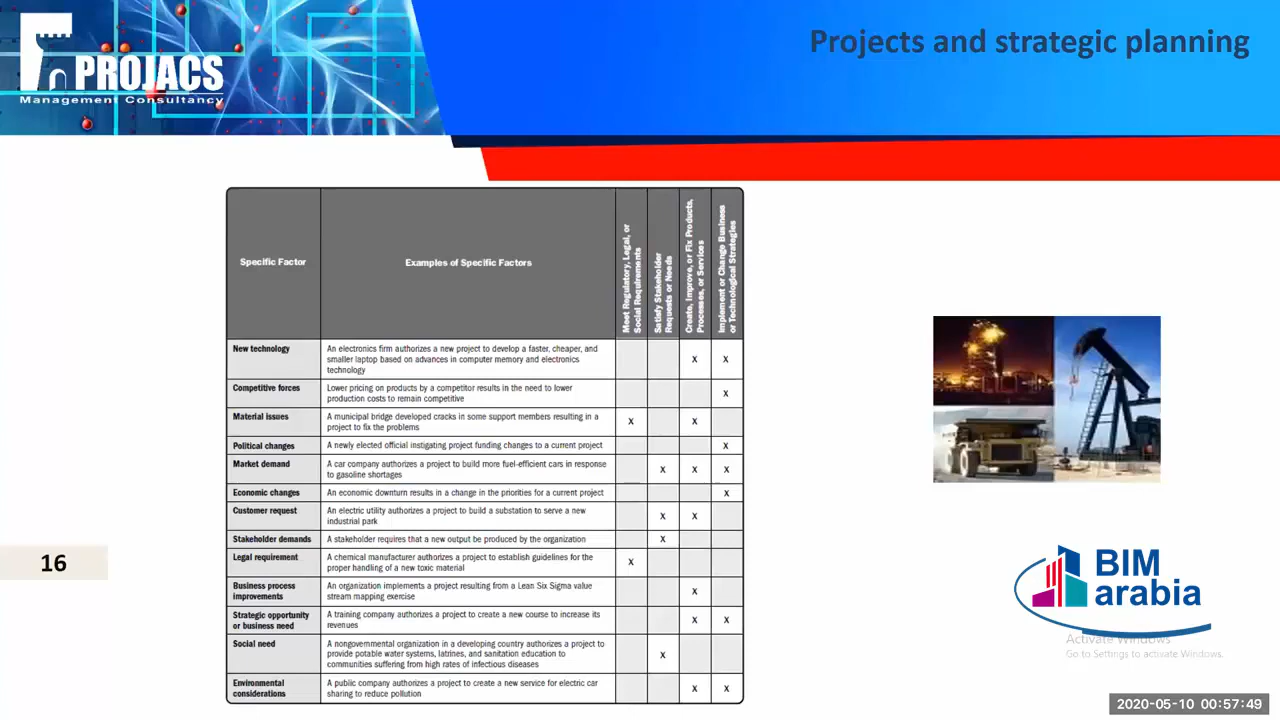 PROJACS
Management Consultancy
Projects and strategic planning
Specific Factor
Examples of Specific Factors
Meet Regulatory, Legal, or
Social Requirements
Satisfy Stakeholder
Requests or Needs
Create, Improve, or Fix Products,
Processes, or Services
Implement or Change Business
or Technological Strategies
New technology
An electronics firm authorizes a new project to develop a faster, cheaper, and
smaller laptop based on advances in computer memory and electronics
technology
X X
Competitive forces
Lower pricing on products by a competitor results in the need to lower
production costs to remain competitive
X
Material issues
A municipal bridge developed cracks in some support members resulting in a
project to fix the problems
X X
Political changes
A newly elected official instigating project funding changes to a current project
X
Market demand
A car company authorizes a project to build more fuel-efficient cars in response
to gasoline shortages
X X X
Economic changes
An economic downturn results in a change in the priorities for a current project
X
Customer request
An electric utility authorizes a project to build a substation to serve a new
industrial park
X X
Stakeholder demands
A stakeholder requires that a new output be produced by the organization
X
Legal requirement
A chemical manufacturer authorizes a project to establish guidelines for the
proper handling of a new toxic material
X
Business process
improvements
An organization implements a project resulting from a Lean Six Sigma value
stream mapping exercise
X
Strategic opportunity
or business need
A training company authorizes a project to create a new course to increase its
revenues
X X
Social need
A nongovernmental organization in a developing country authorizes a project to
provide potable water systems, latrines, and sanitation education to
communities suffering from high rates of infectious diseases
X
Environmental
considerations
A public company authorizes a project to create a new service for electric car
sharing to reduce pollution
X X
16
BIM
arabia
Activate Windows
Go to Settings to activate Windows.
2020-05-10 00:57:49